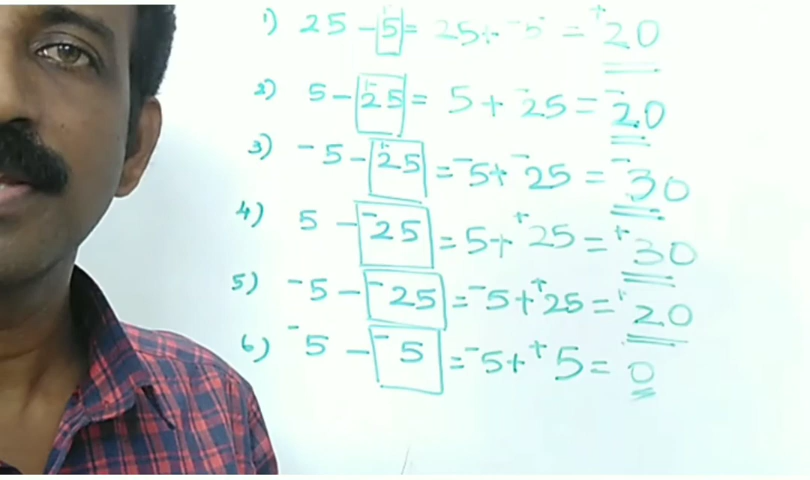 1) 25 - ⁺5 = 25 + ⁻5 = ⁺20
2) 5 - ⁺25 = 5 + ⁻25 = ⁻20
3) ⁻5 - ⁺25 = ⁻5 + ⁻25 = ⁻30
4) 5 - ⁻25 = 5 + ⁺25 = ⁺30
5) ⁻5 - ⁻25 = ⁻5 + ⁺25 = ⁺20
6) ⁻5 - ⁻5 = ⁻5 + ⁺5 = 0